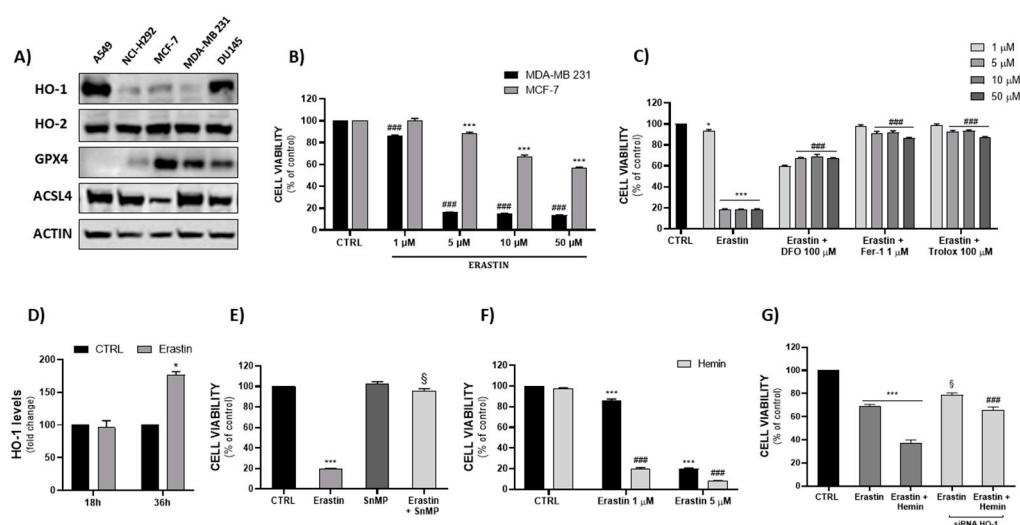 A)
A549
NCI-H292
MCF-7
MDA-MB 231
DU145
HO-1
HO-2
GPX4
ACSL4
ACTIN
B)
MDA-MB 231
MCF-7
CELL VIABILITY
(% of control)
120
100
80
60
40
20
0
###
***
###
***
###
***
###
CTRL
1 µM
5 µM
10 µM
50 µM
ERASTIN
C)
1 µM
5 µM
10 µM
50 µM
CELL VIABILITY
(% of control)
120
100
80
60
40
20
0
*
***
###
###
###
CTRL
Erastin
Erastin +
DFO 100 µM
Erastin +
Fer-1 1 µM
Erastin +
Trolox 100 µM
D)
CTRL
Erastin
HO-1 levels
(fold change)
200
150
100
50
0
*
18h
36h
E)
CELL VIABILITY
(% of control)
120
100
80
60
40
20
0
***
§
CTRL
Erastin
SnMP
Erastin
+ SnMP
F)
Hemin
CELL VIABILITY
(% of control)
120
100
80
60
40
20
0
***
###
***
###
CTRL
Erastin 1 µM
Erastin 5 µM
G)
CELL VIABILITY
(% of control)
120
100
80
60
40
20
0
***
§
###
CTRL
Erastin
Erastin +
Hemin
Erastin
Erastin +
Hemin
siRNA HO-1